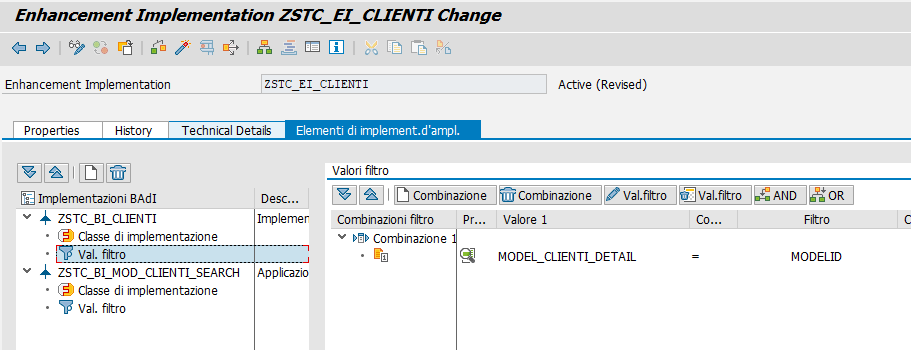 Enhancement Implementation ZSTC_EI_CLIENTI Change
Enhancement Implementation ZSTC_EI_CLIENTI Active (Revised)
Properties History Technical Details Elementi di implement.d'ampl.
Valori filtro
Combinazione Combinazione Val.filtro Val.filtro AND OR
Implementazioni BAdI Desc...
Combinazioni filtro Pr... Valore 1 Co... Filtro C
ZSTC_BI_CLIENTI Implemen
Combinazione 1
Classe di implementazione
Val. filtro
MODEL_CLIENTI_DETAIL = MODELID
ZSTC_BI_MOD_CLIENTI_SEARCH Applicazio
Classe di implementazione
Val. filtro